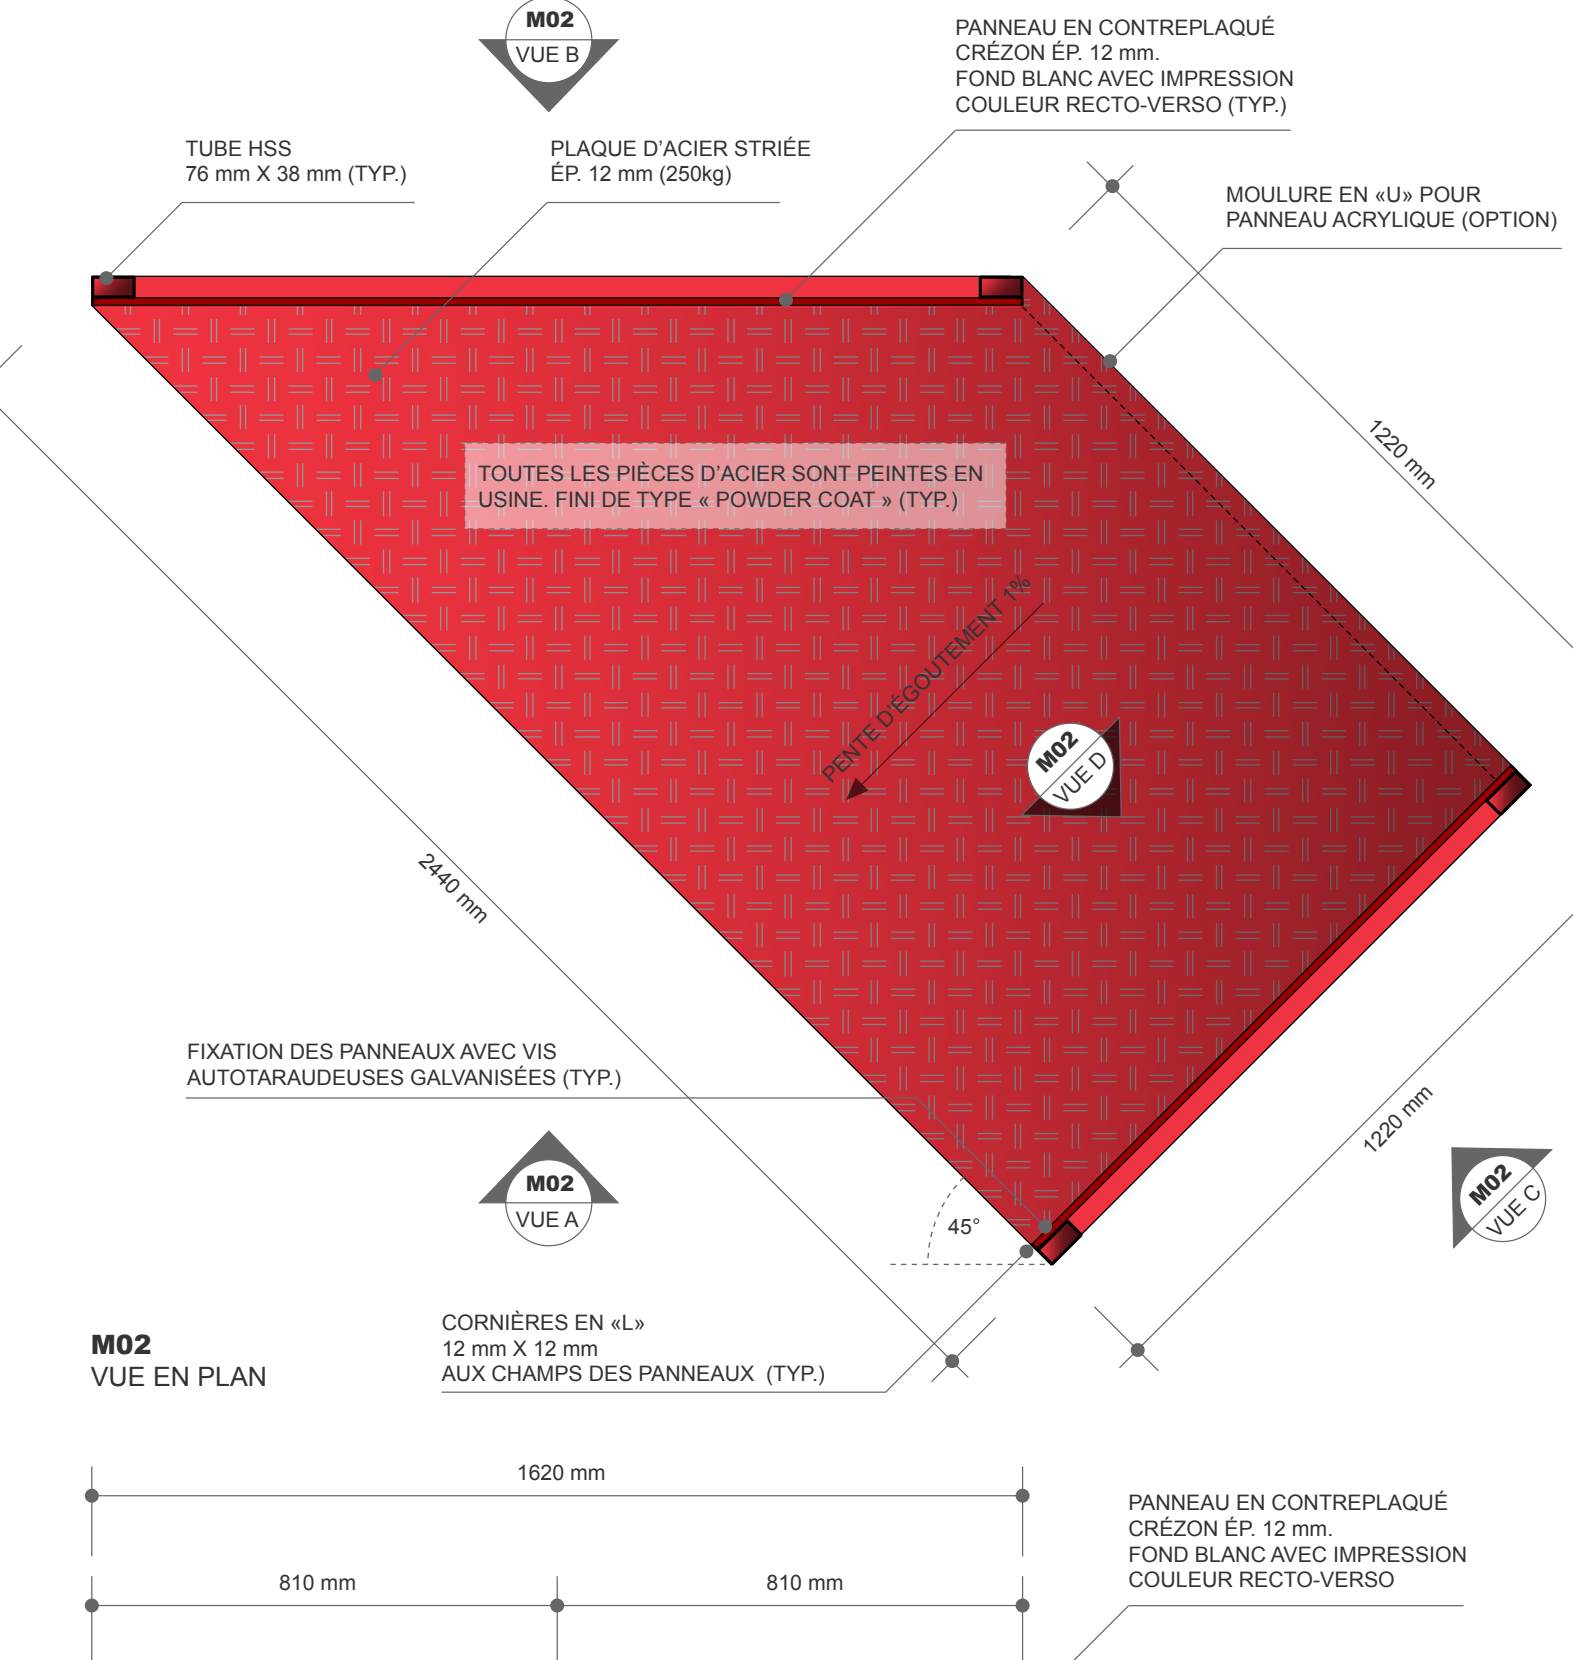 M02
VUE B
PANNEAU EN CONTREPLAQUÉ
CRÉZON ÉP. 12 mm.
FOND BLANC AVEC IMPRESSION
COULEUR RECTO-VERSO (TYP.)
TUBE HSS
76 mm X 38 mm (TYP.)
PLAQUE D'ACIER STRIÉE
ÉP. 12 mm (250kg)
MOULURE EN «U» POUR
PANNEAU ACRYLIQUE (OPTION)
1220 mm
TOUTES LES PIÈCES D'ACIER SONT PEINTES EN
USINE. FINI DE TYPE « POWDER COAT » (TYP.)
PENTE D'ÉGOUTEMENT 1%
M02
VUE D
2440 mm
FIXATION DES PANNEAUX AVEC VIS
AUTOTARAUDEUSES GALVANISÉES (TYP.)
1220 mm
M02
VUE A
M02
VUE C
45°
CORNIÈRES EN «L»
12 mm X 12 mm
AUX CHAMPS DES PANNEAUX (TYP.)
M02
VUE EN PLAN
1620 mm
810 mm
810 mm
PANNEAU EN CONTREPLAQUÉ
CRÉZON ÉP. 12 mm.
FOND BLANC AVEC IMPRESSION
COULEUR RECTO-VERSO